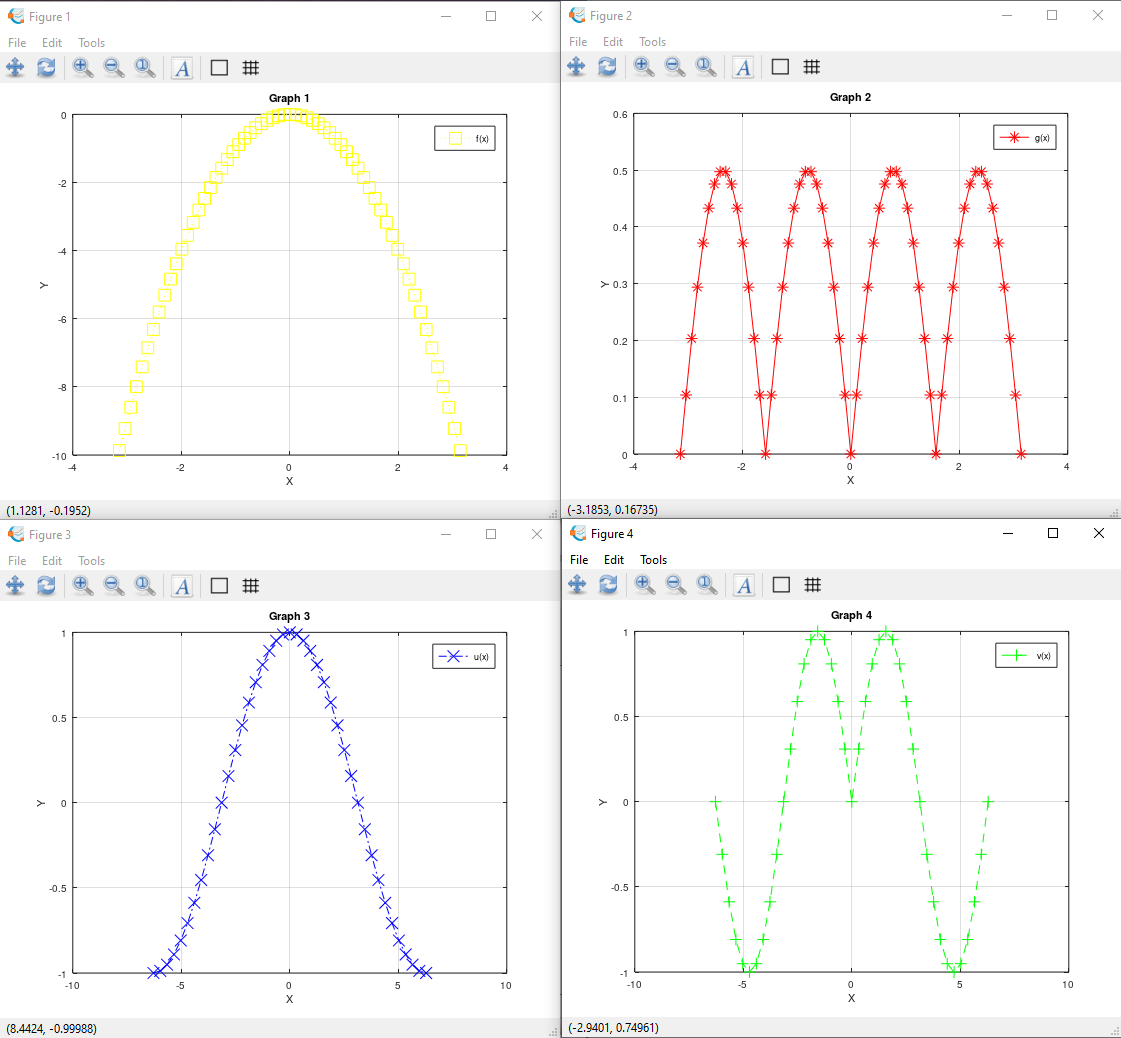 Figure 1
File Edit Tools
A
Graph 1
f(x)
0
-2
-4
-6
-8
-10
Y
-4 -2 0 2 4
X
(1.1281, -0.1952)
Figure 2
File Edit Tools
A
Graph 2
g(x)
0.6
0.5
0.4
0.3
0.2
0.1
0
Y
-4 -2 0 2 4
X
(-3.1853, 0.16735)
Figure 3
File Edit Tools
A
Graph 3
u(x)
1
0.5
0
-0.5
-1
Y
-10 -5 0 5 10
X
(8.4424, -0.99988)
Figure 4
File Edit Tools
A
Graph 4
v(x)
1
0.5
0
-0.5
-1
Y
-10 -5 0 5 10
X
(-2.9401, 0.74961)